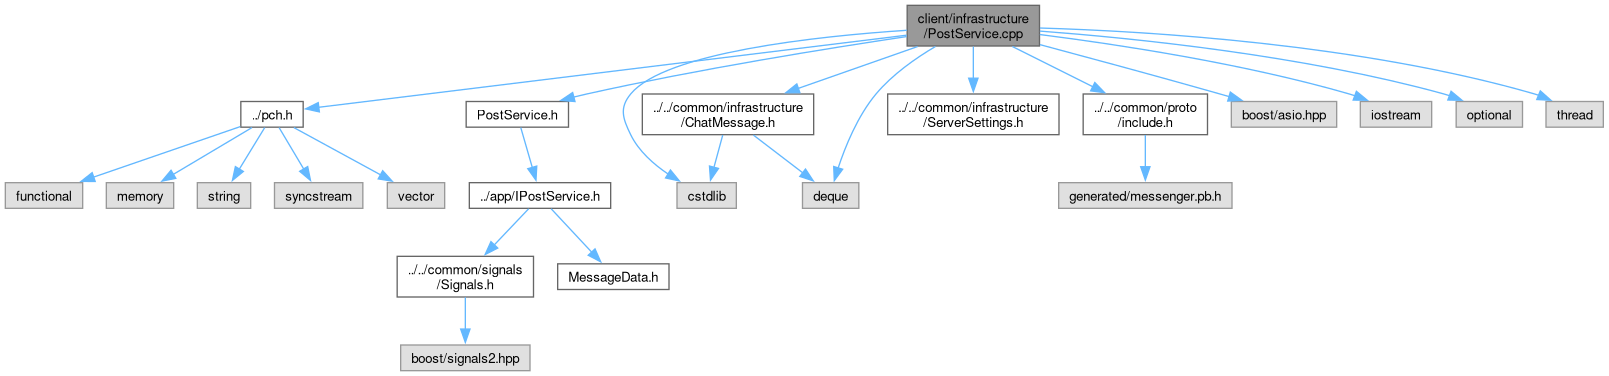 client/infrastructure
/PostService.cpp
../pch.h
PostService.h
../../common/infrastructure
/ChatMessage.h
../../common/infrastructure
/ServerSettings.h
../../common/proto
/include.h
boost/asio.hpp
iostream
optional
thread
functional
memory
string
syncstream
vector
../app/IPostService.h
cstdlib
deque
generated/messenger.pb.h
../../common/signals
/Signals.h
MessageData.h
boost/signals2.hpp